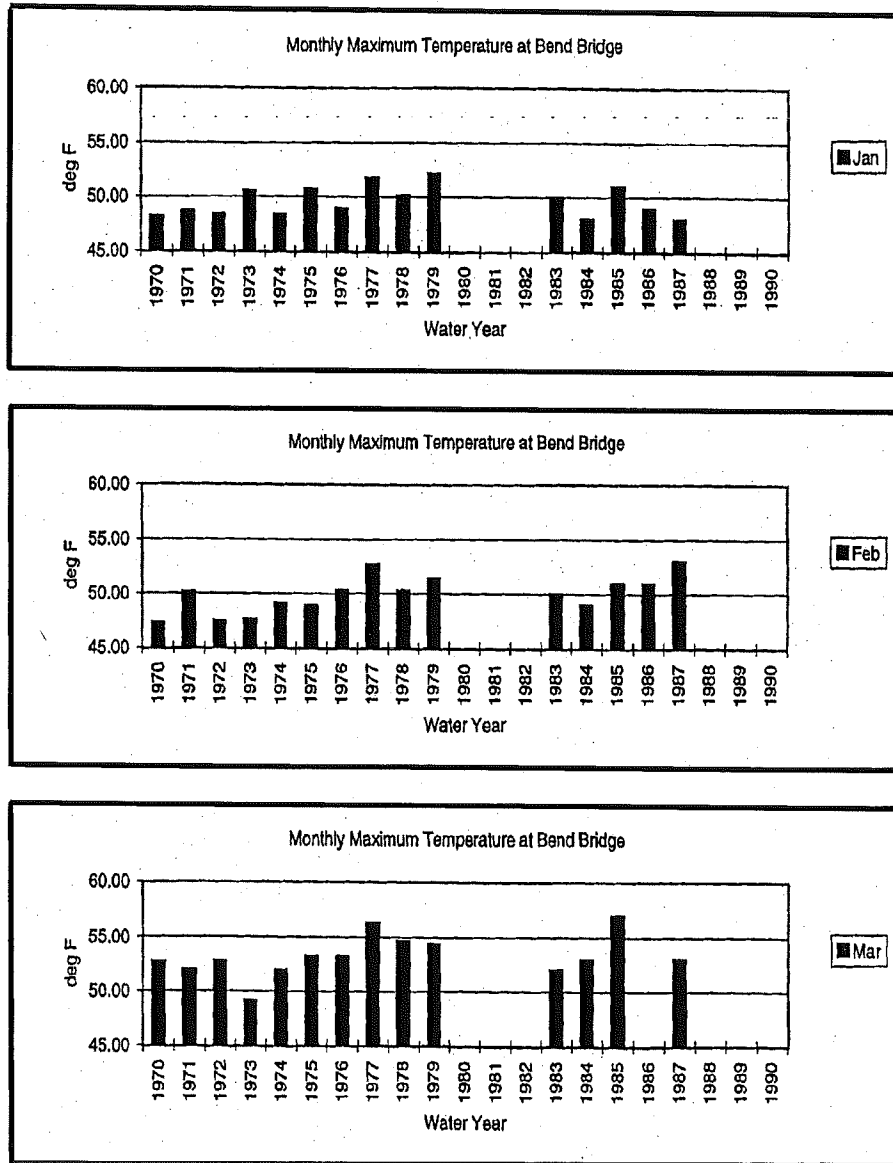 Monthly Maximum Temperature at Bend Bridge
60.00
55.00
50.00
45.00
deg F
1970 1971 1972 1973 1974 1975 1976 1977 1978 1979 1980 1981 1982 1983 1984 1985 1986 1987 1988 1989 1990
Water Year
Jan
Monthly Maximum Temperature at Bend Bridge
60.00
55.00
50.00
45.00
deg F
1970 1971 1972 1973 1974 1975 1976 1977 1978 1979 1980 1981 1982 1983 1984 1985 1986 1987 1988 1989 1990
Water Year
Feb
Monthly Maximum Temperature at Bend Bridge
60.00
55.00
50.00
45.00
deg F
1970 1971 1972 1973 1974 1975 1976 1977 1978 1979 1980 1981 1982 1983 1984 1985 1986 1987 1988 1989 1990
Water Year
Mar